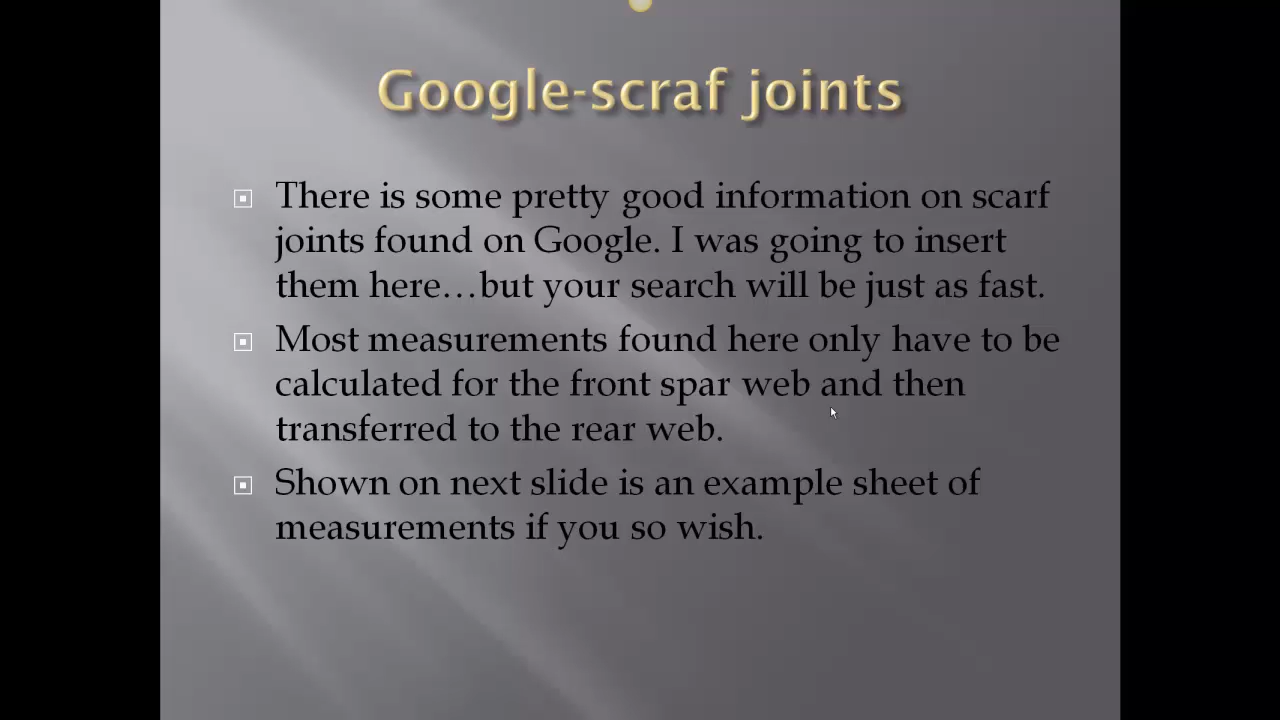 Google-scraf joints
There is some pretty good information on scarf
joints found on Google. I was going to insert
them here…but your search will be just as fast.
Most measurements found here only have to be
calculated for the front spar web and then
transferred to the rear web.
Shown on next slide is an example sheet of
measurements if you so wish.